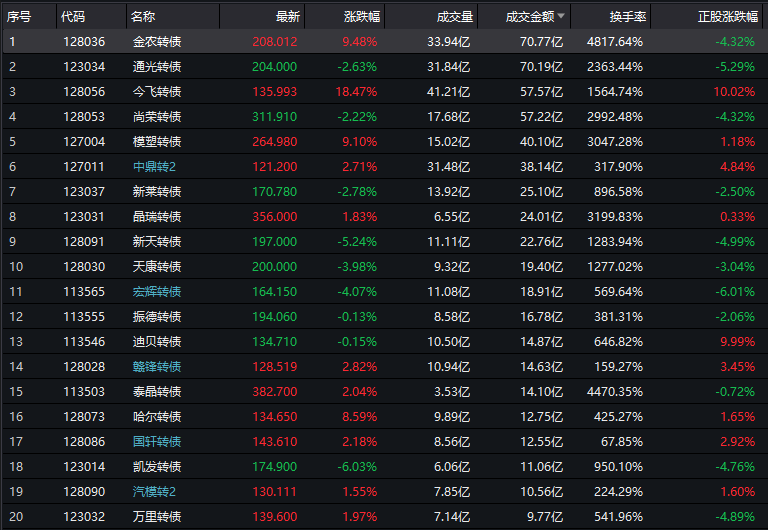 序号 代码 名称 最新 涨跌幅 成交量 成交金额 换手率 正股涨跌幅
1 128036 金农转债 208.012 9.48% 33.94亿 70.77亿 4817.64% -4.32%
2 123034 通光转债 204.000 -2.63% 31.84亿 70.19亿 2363.44% -5.29%
3 128056 今飞转债 135.993 18.47% 41.21亿 57.57亿 1564.74% 10.02%
4 128053 尚荣转债 311.910 -2.22% 17.68亿 57.22亿 2992.48% -4.32%
5 127004 模塑转债 264.980 9.10% 15.02亿 40.10亿 3047.28% 1.18%
6 127011 中鼎转2 121.200 2.71% 31.48亿 38.14亿 317.90% 4.84%
7 123037 新莱转债 170.780 -2.78% 13.92亿 25.10亿 896.58% -2.50%
8 123031 晶瑞转债 356.000 1.83% 6.55亿 24.01亿 3199.83% 0.33%
9 128091 新天转债 197.000 -5.24% 11.11亿 22.76亿 1283.94% -4.99%
10 128030 天康转债 200.000 -3.98% 9.32亿 19.40亿 1277.02% -3.04%
11 113565 宏辉转债 164.150 -4.07% 11.08亿 18.91亿 569.64% -6.01%
12 113555 振德转债 194.060 -0.13% 8.58亿 16.78亿 381.31% -2.06%
13 113546 迪贝转债 134.710 -0.15% 10.50亿 14.87亿 646.82% 9.99%
14 128028 赣锋转债 128.519 2.82% 10.94亿 14.63亿 159.27% 3.45%
15 113503 泰晶转债 382.700 2.04% 3.53亿 14.10亿 4470.35% -0.72%
16 128073 哈尔转债 134.650 8.59% 9.89亿 12.75亿 425.27% 1.65%
17 128086 国轩转债 143.610 2.18% 8.56亿 12.55亿 67.85% 2.92%
18 123014 凯发转债 174.900 -6.03% 6.06亿 11.06亿 950.10% -4.76%
19 128090 汽模转2 130.111 1.55% 7.85亿 10.56亿 224.29% 1.60%
20 123032 万里转债 139.600 1.97% 7.14亿 9.77亿 541.96% -4.89%